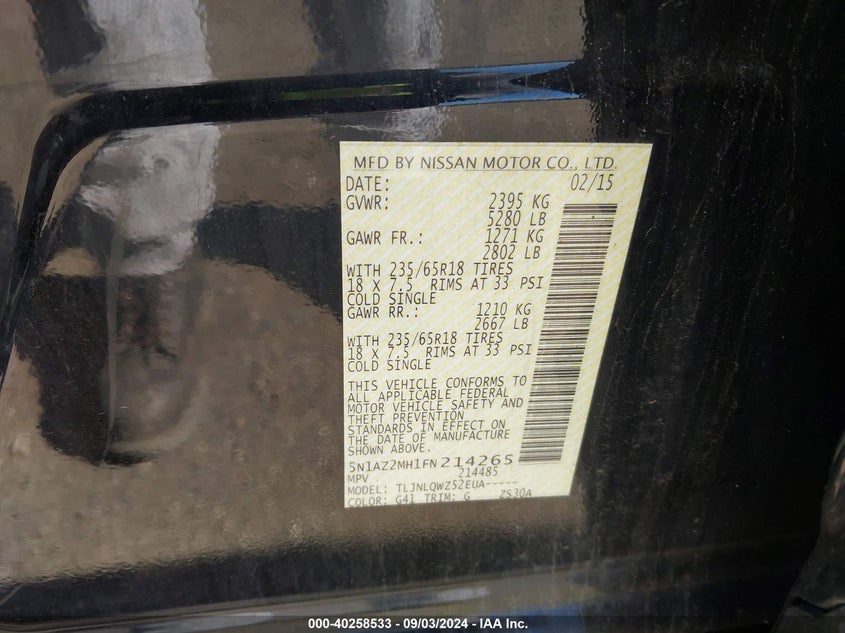 MFD BY NISSAN MOTOR CO., LTD.
DATE: 02/15
GVWR: 2395 KG
5280 LB
GAWR FR.: 1271 KG
2802 LB
WITH 235/65R18 TIRES
18 X 7.5 RIMS AT 33 PSI
COLD SINGLE
GAWR RR.: 1210 KG
2667 LB
WITH 235/65R18 TIRES
18 X 7.5 RIMS AT 33 PSI
COLD SINGLE
THIS VEHICLE CONFORMS TO
ALL APPLICABLE FEDERAL
MOTOR VEHICLE SAFETY AND
THEFT PREVENTION
STANDARDS IN EFFECT ON
THE DATE OF MANUFACTURE
SHOWN ABOVE.
5N1AZ2MH1FN214265
MPV 214485
MODEL: TLJNLQWZ52EUA-----
COLOR: G41 TRIM: G ZS30A
000-40258533 - 09/03/2024 - IAA Inc.